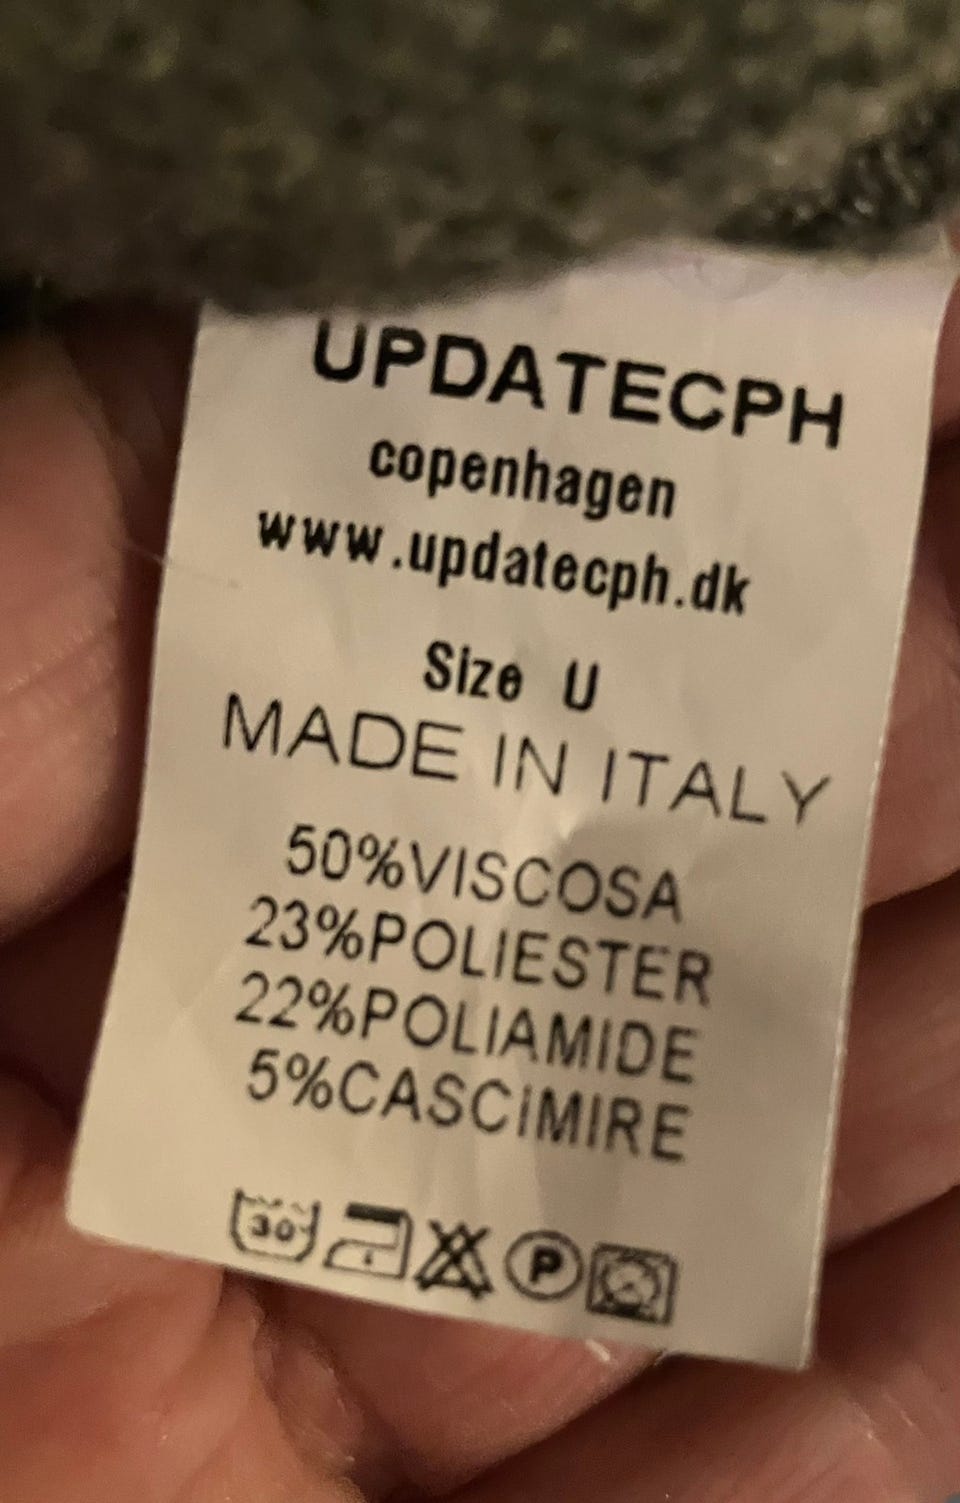 UPDATECPH
copenhagen
www.updatecph.dk
Size U
MADE IN ITALY
50%VISCOSA
23%POLIESTER
22%POLIAMIDE
5%CASCIMIRE
30
P